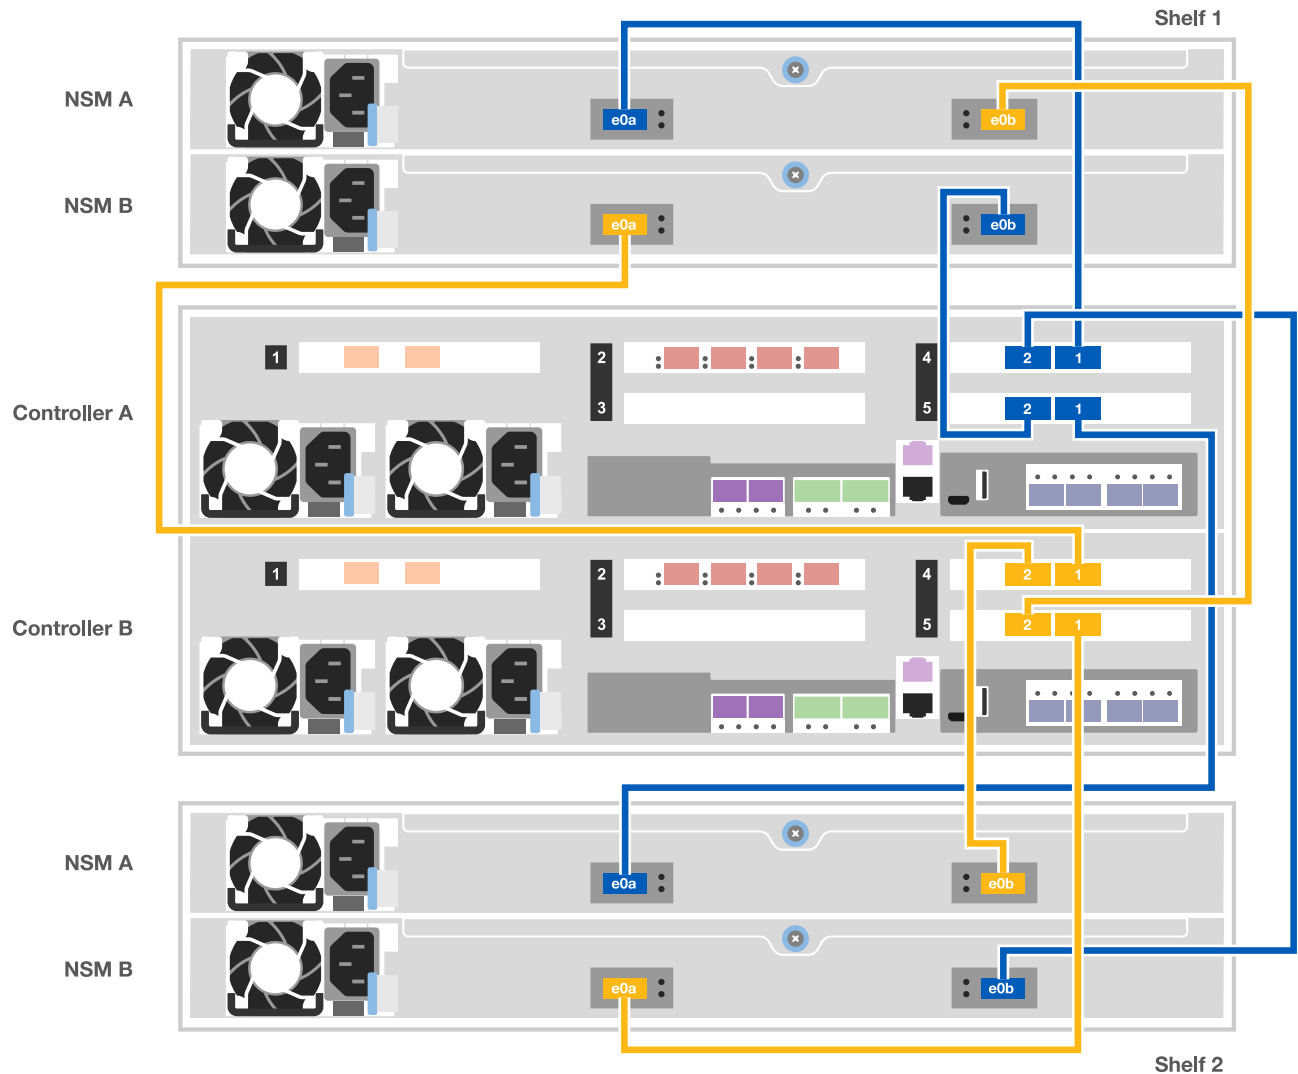 Shelf 1
NSM A
e0a
e0b
NSM B
e0a
e0b
1
2
4
2
1
Controller A
3
5
2
1
1
2
4
2
1
Controller B
3
5
2
1
NSM A
e0a
e0b
NSM B
e0a
e0b
Shelf 2